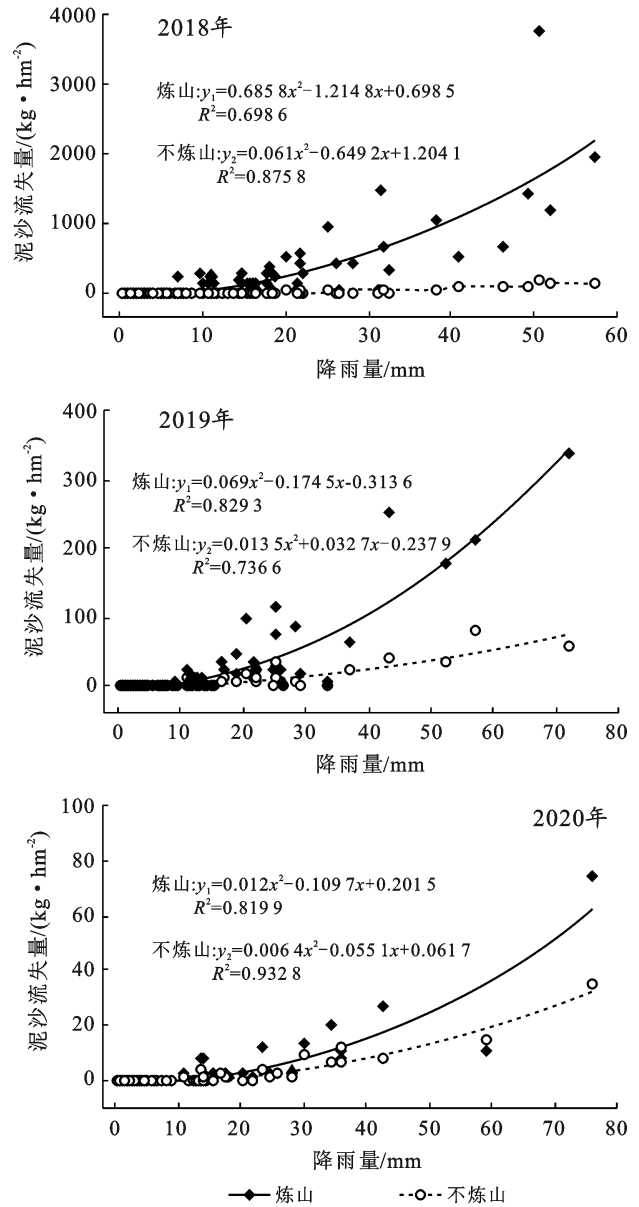 2018年
炼山:y₁=0.685 8x²−1.214 8x+0.698 5
R²=0.698 6
不炼山:y₂=0.061x²−0.649 2x+1.204 1
R²=0.875 8
泥沙流失量/(kg·hm⁻²)
4000
3000
2000
1000
0
0 10 20 30 40 50 60
降雨量/mm
2019年
炼山:y₁=0.069x²−0.174 5x-0.313 6
R²=0.829 3
不炼山:y₂=0.013 5x²+0.032 7x−0.237 9
R²=0.736 6
泥沙流失量/(kg·hm⁻²)
400
300
200
100
0
0 10 20 30 40 50 60 70 80
降雨量/mm
2020年
炼山:y₁=0.012x²−0.109 7x+0.201 5
R²=0.819 9
不炼山:y₂=0.006 4x²−0.055 1x+0.061 7
R²=0.932 8
泥沙流失量/(kg·hm⁻²)
100
80
60
40
20
0
0 10 20 30 40 50 60 70 80
降雨量/mm
炼山 不炼山